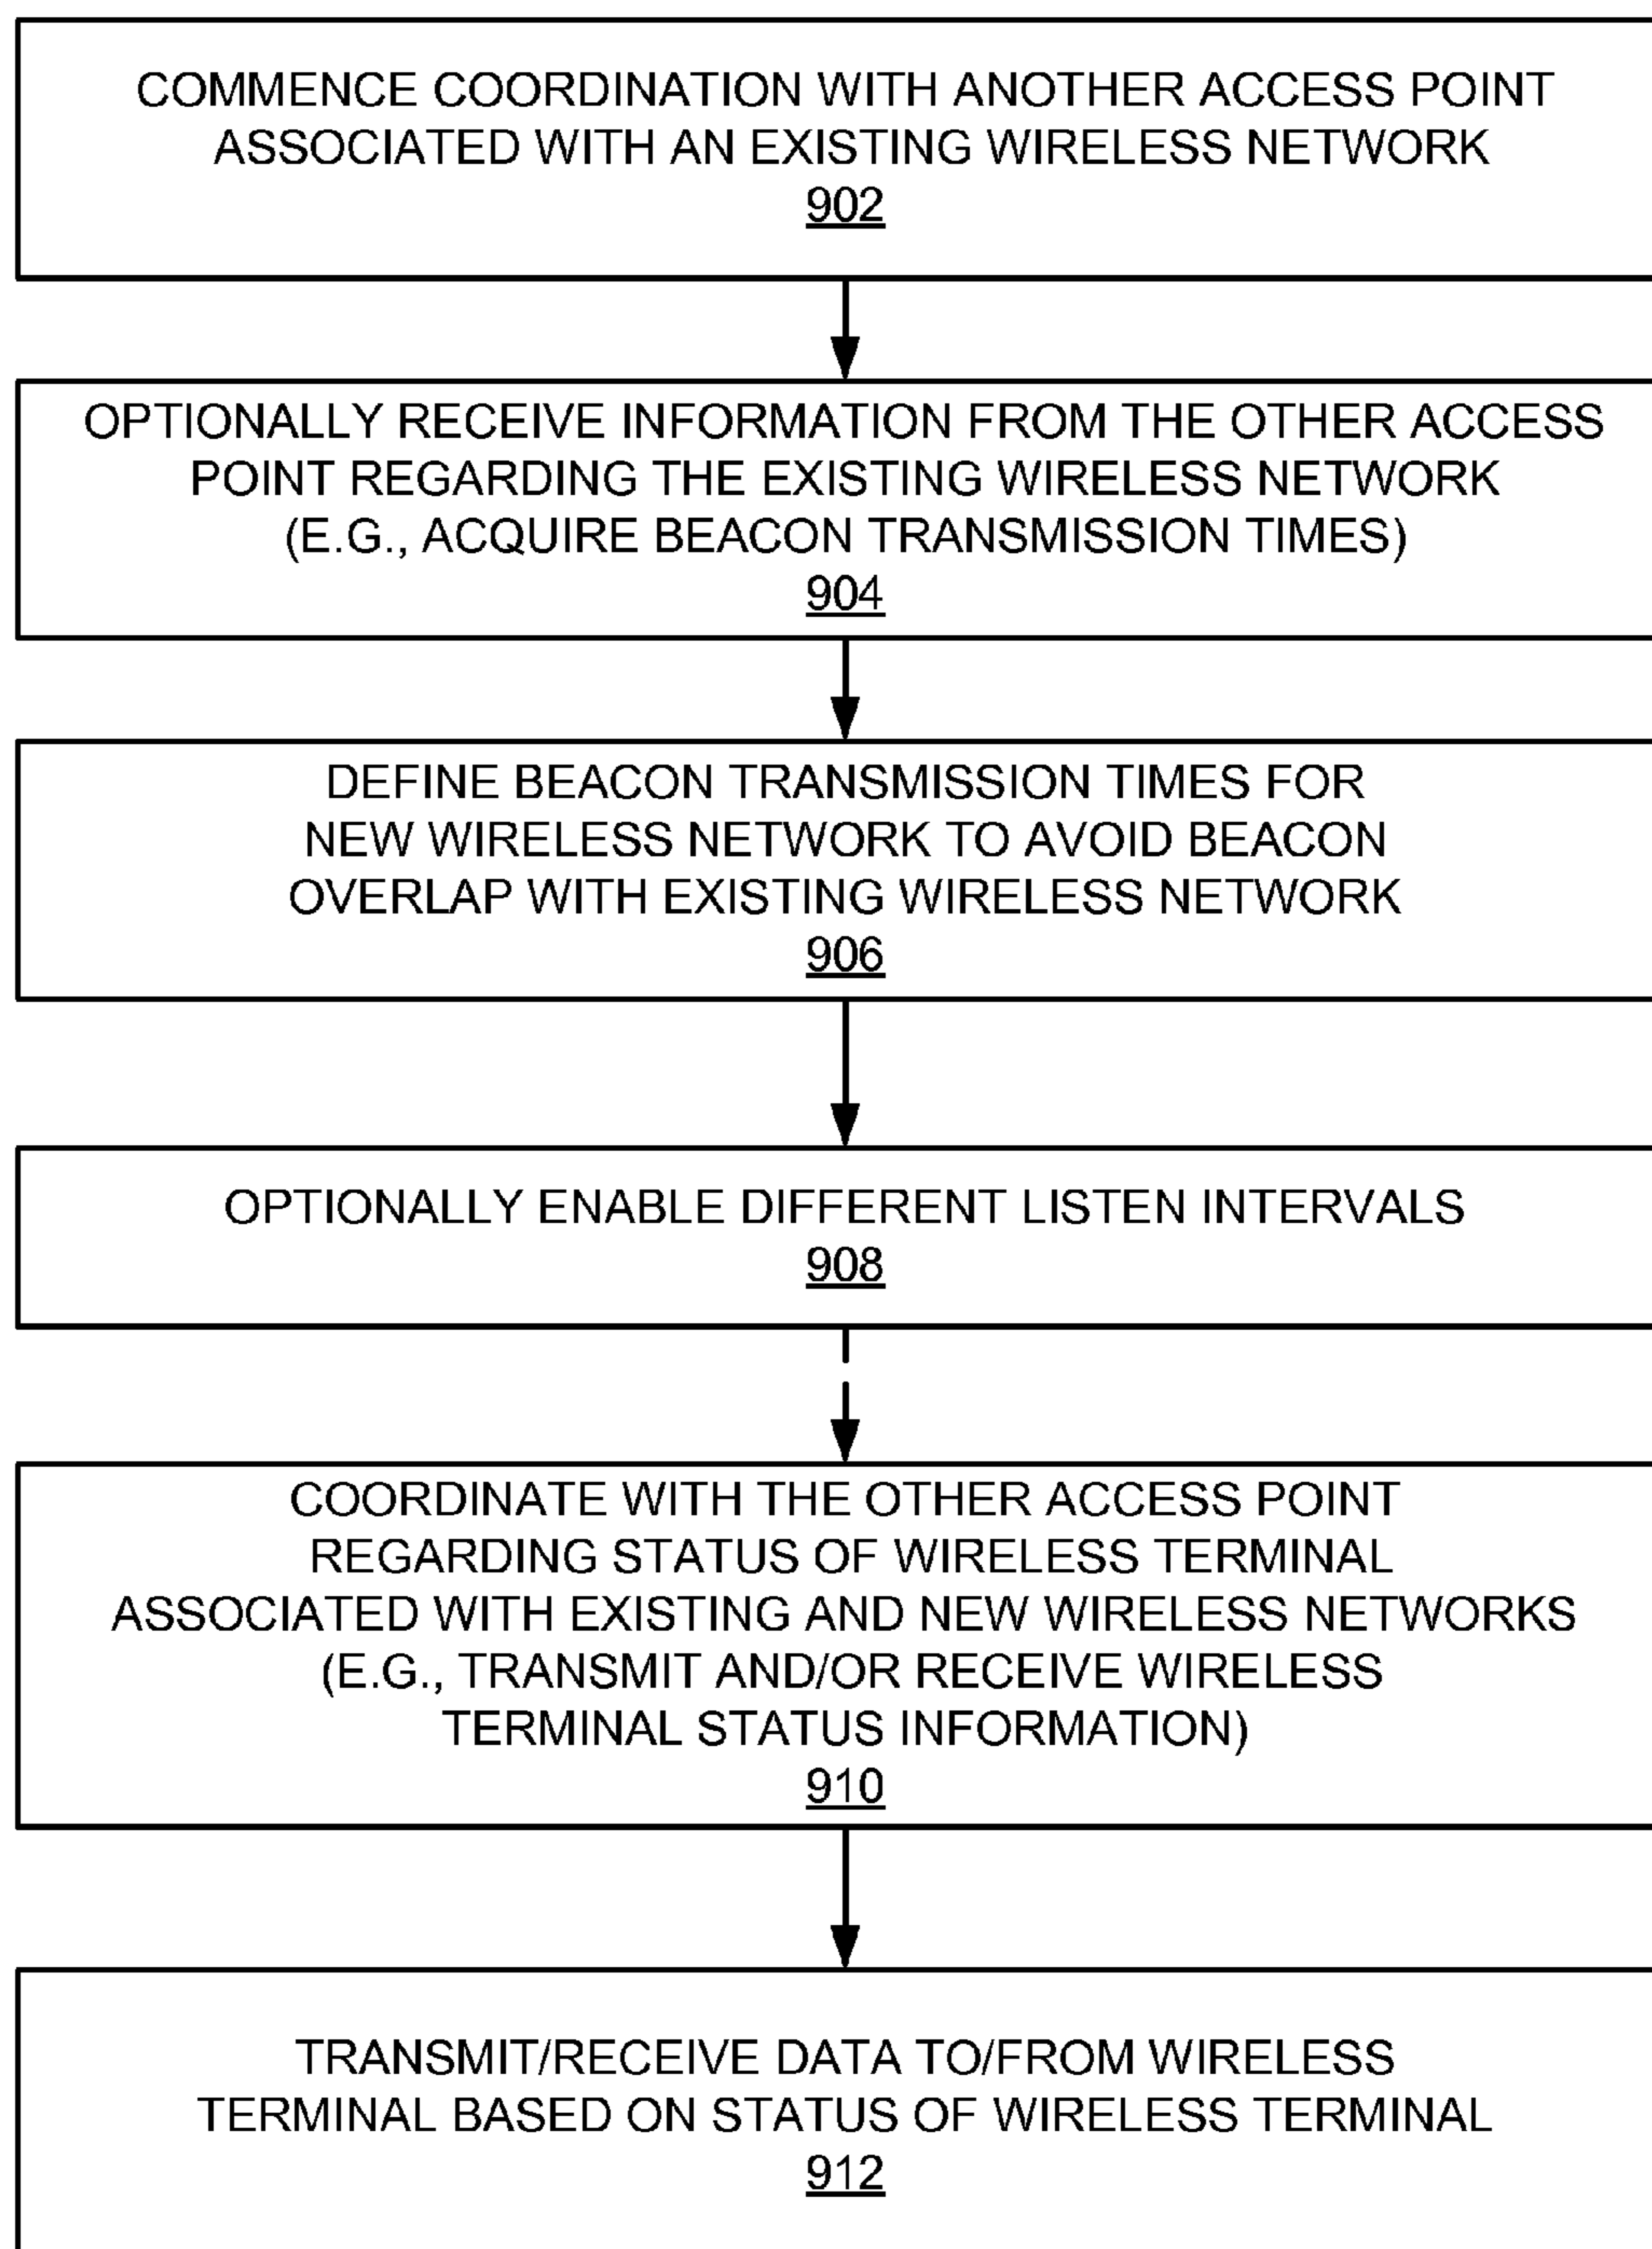 COMMENCE COORDINATION WITH ANOTHER ACCESS POINT
ASSOCIATED WITH AN EXISTING WIRELESS NETWORK
902
OPTIONALLY RECEIVE INFORMATION FROM THE OTHER ACCESS
POINT REGARDING THE EXISTING WIRELESS NETWORK
(E.G., ACQUIRE BEACON TRANSMISSION TIMES)
904
DEFINE BEACON TRANSMISSION TIMES FOR
NEW WIRELESS NETWORK TO AVOID BEACON
OVERLAP WITH EXISTING WIRELESS NETWORK
906
OPTIONALLY ENABLE DIFFERENT LISTEN INTERVALS
908
COORDINATE WITH THE OTHER ACCESS POINT
REGARDING STATUS OF WIRELESS TERMINAL
ASSOCIATED WITH EXISTING AND NEW WIRELESS NETWORKS
(E.G., TRANSMIT AND/OR RECEIVE WIRELESS
TERMINAL STATUS INFORMATION)
910
TRANSMIT/RECEIVE DATA TO/FROM WIRELESS
TERMINAL BASED ON STATUS OF WIRELESS TERMINAL
912